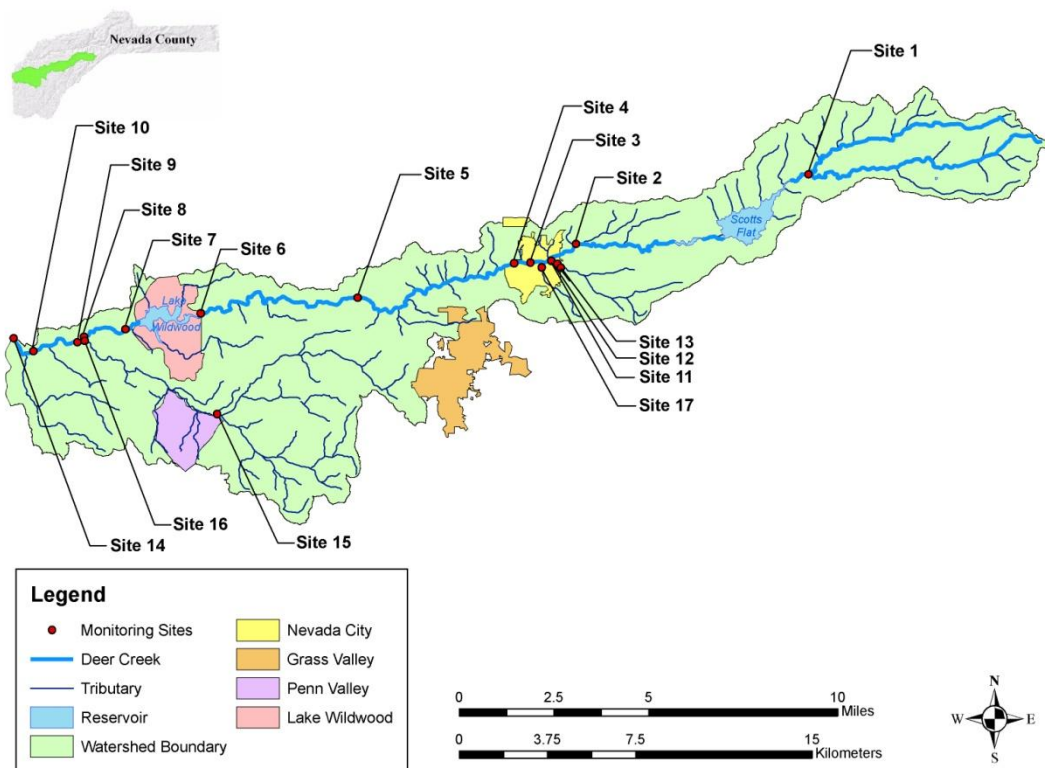 Nevada County
Site 1
Site 4
Site 3
Site 10
Site 9
Site 5
Site 2
Site 8
Site 7
Site 6
Scotts
Flat
Lake
Wildwood
Site 13
Site 12
Site 11
Site 17
Site 16
Site 14
Site 15
Legend
Monitoring Sites
Deer Creek
Tributary
Reservoir
Watershed Boundary
Nevada City
Grass Valley
Penn Valley
Lake Wildwood
0 2.5 5 10
Miles
0 3.75 7.5 15
Kilometers
N
W E
S